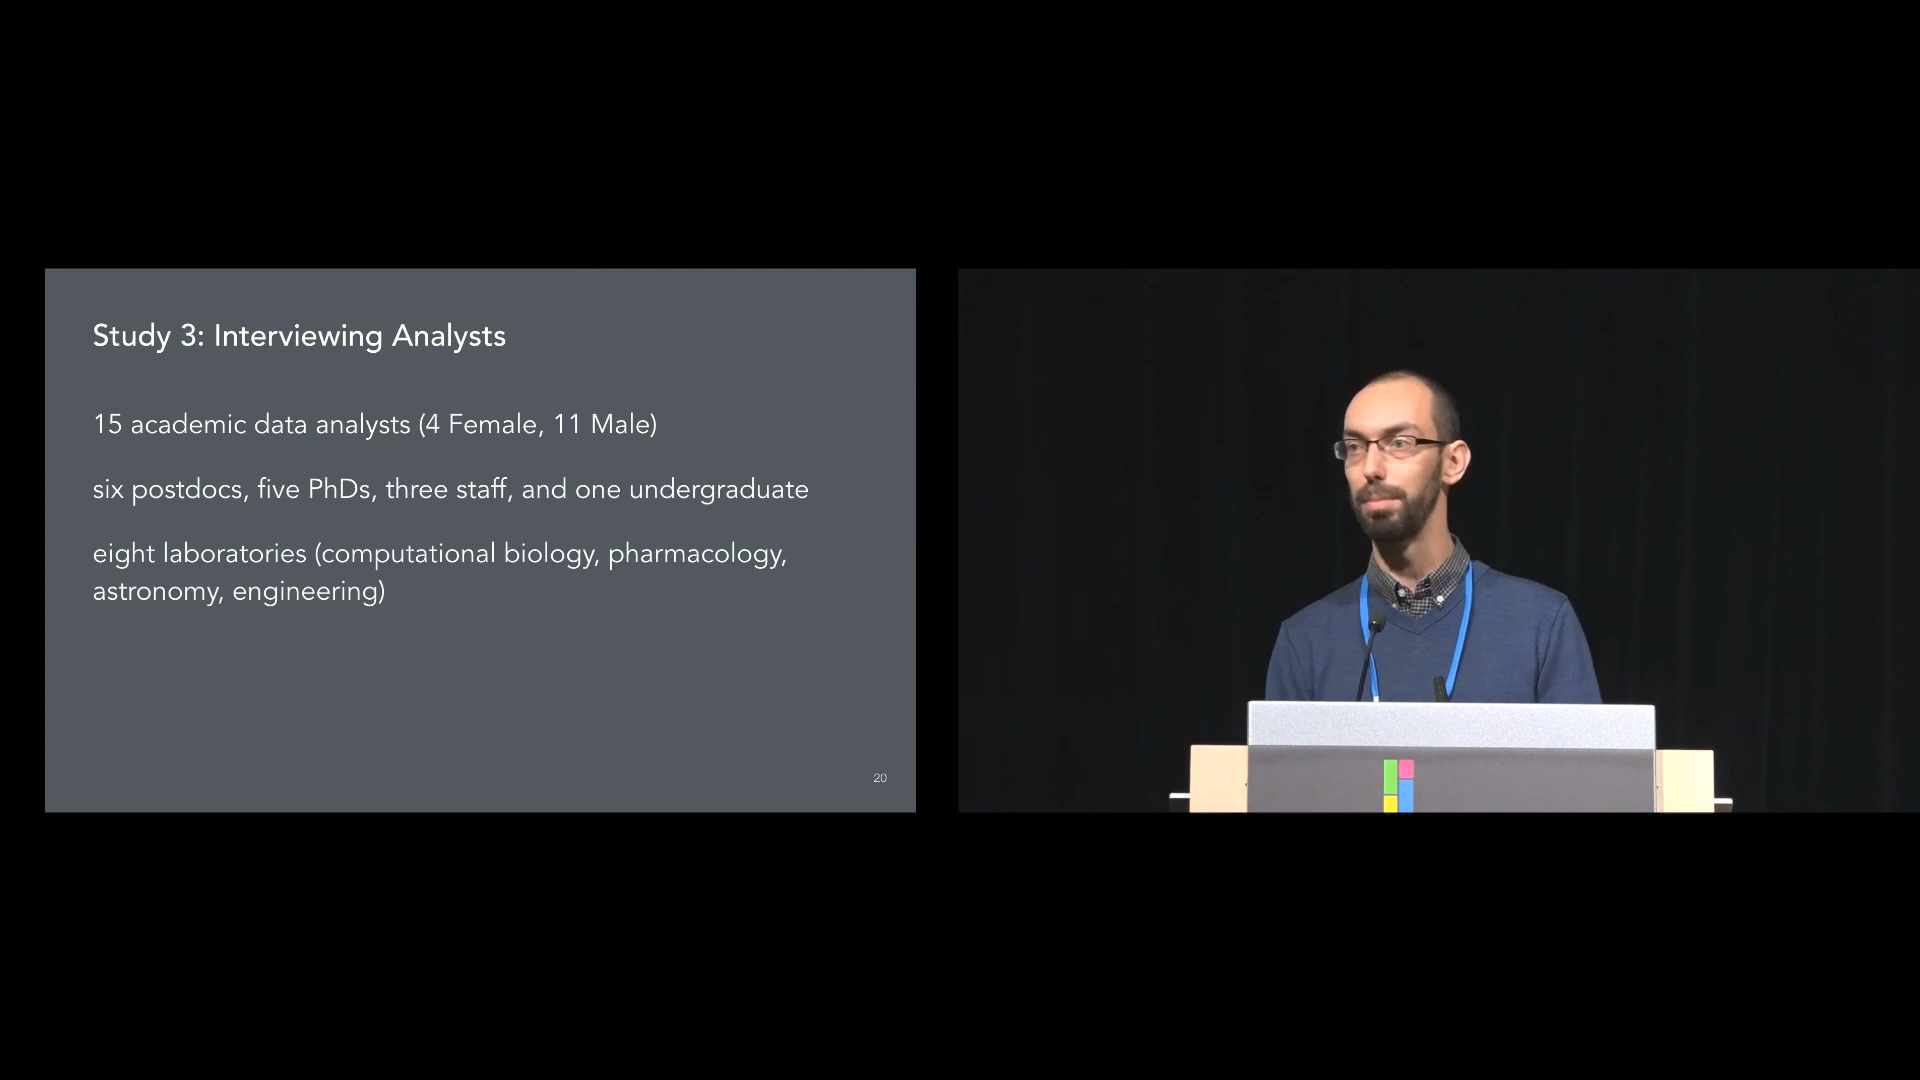 Study 3: Interviewing Analysts
15 academic data analysts (4 Female, 11 Male)
six postdocs, five PhDs, three staff, and one undergraduate
eight laboratories (computational biology, pharmacology,
astronomy, engineering)
20